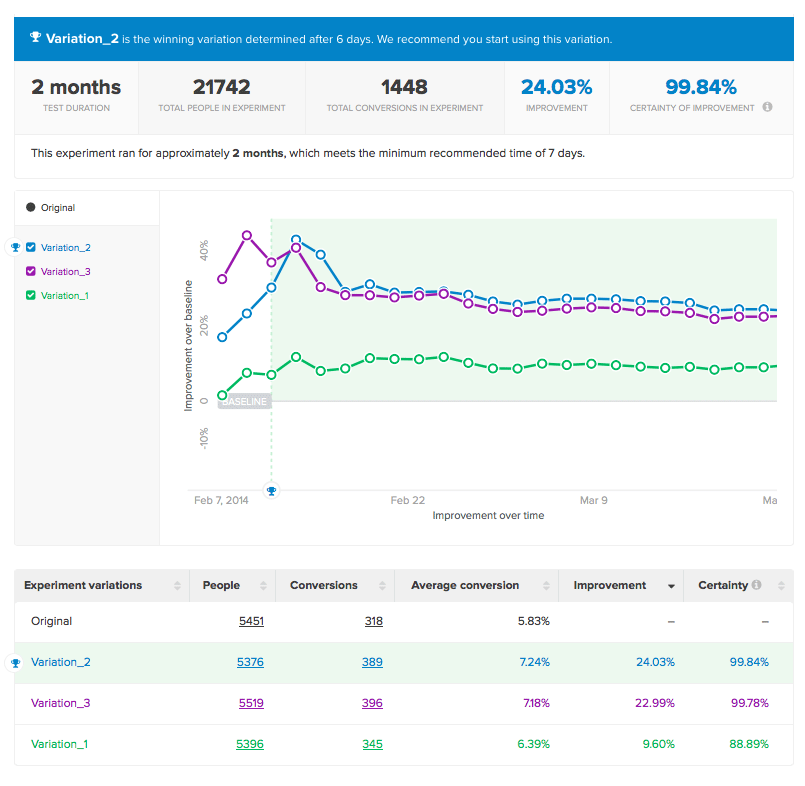 Variation_2 is the winning variation determined after 6 days. We recommend you start using this variation.
2 months 21742 1448 24.03% 99.84%
TEST DURATION TOTAL PEOPLE IN EXPERIMENT TOTAL CONVERSIONS IN EXPERIMENT IMPROVEMENT CERTAINTY OF IMPROVEMENT i
This experiment ran for approximately 2 months, which meets the minimum recommended time of 7 days.
Original
Variation_2
Variation_3
Variation_1
Improvement over baseline
40%
20%
0
-10%
BASELINE
Feb 7, 2014 Feb 22 Mar 9 Ma
Improvement over time
Experiment variations People Conversions Average conversion Improvement Certainty i
Original 5451 318 5.83% – –
Variation_2 5376 389 7.24% 24.03% 99.84%
Variation_3 5519 396 7.18% 22.99% 99.78%
Variation_1 5396 345 6.39% 9.60% 88.89%